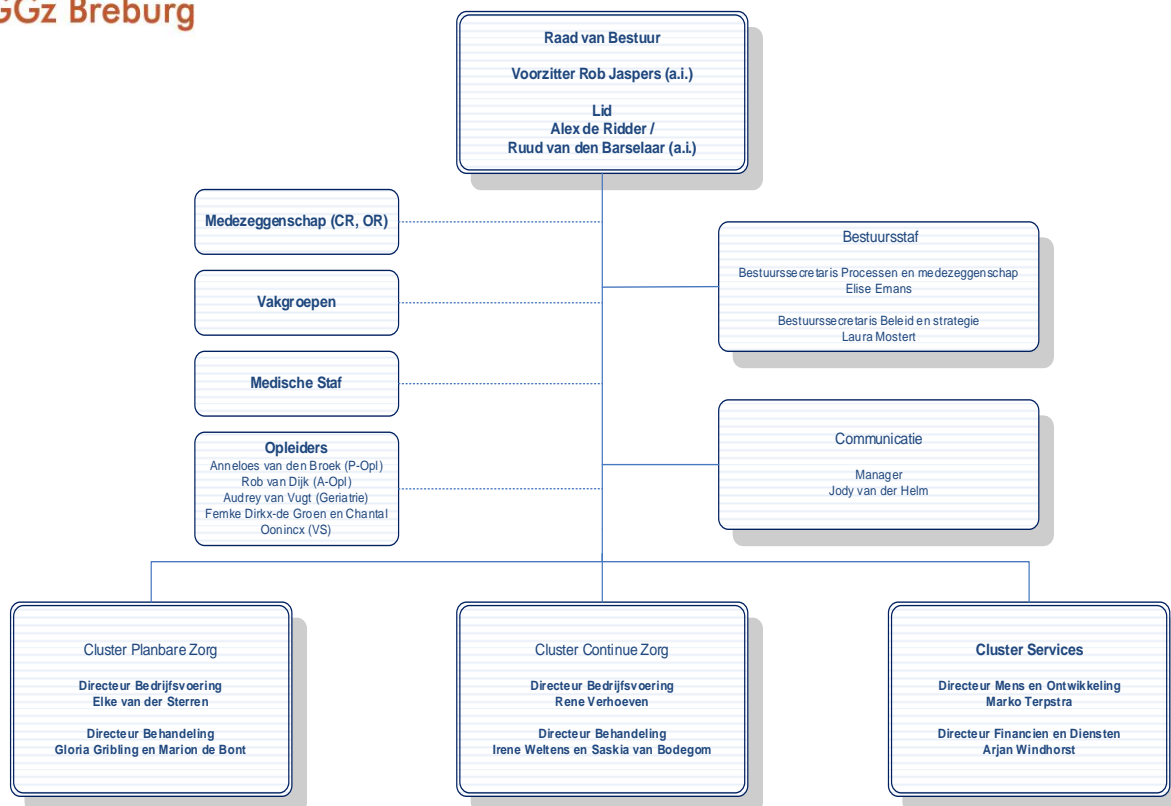 GGz Breburg
Raad van Bestuur
Voorzitter Rob Jaspers (a.i.)
Lid
Alex de Ridder /
Ruud van den Barselaar (a.i.)
Medezeggenschap (CR, OR)
Vakgroepen
Medische Staf
Opleiders
Anneloes van den Broek (P-Opl)
Rob van Dijk (A-Opl)
Audrey van Vugt (Geriatrie)
Femke Dirkx-de Groen en Chantal
Oonincx (VS)
Bestuursstaf
Bestuurssecretaris Processen en medezeggenschap
Elise Emans
Bestuurssecretaris Beleid en strategie
Laura Mostert
Communicatie
Manager
Jody van der Helm
Cluster Planbare Zorg
Directeur Bedrijfsvoering
Elke van der Sterren
Directeur Behandeling
Gloria Gribling en Marion de Bont
Cluster Continue Zorg
Directeur Bedrijfsvoering
Rene Verhoeven
Directeur Behandeling
Irene Weltens en Saskia van Bodegom
Cluster Services
Directeur Mens en Ontwikkeling
Marko Terpstra
Directeur Financien en Diensten
Arjan Windhorst